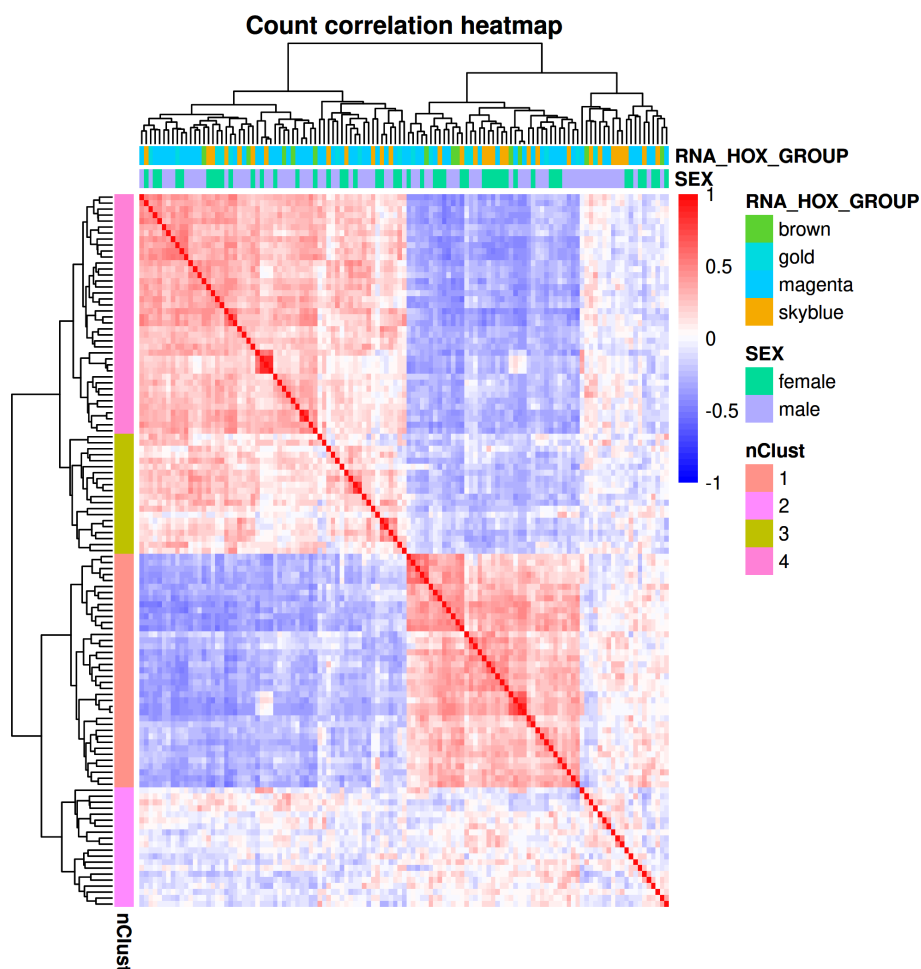 Count correlation heatmap
RNA_HOX_GROUP
SEX
1
0.5
0
-0.5
-1
RNA_HOX_GROUP
brown
gold
magenta
skyblue
SEX
female
male
nClust
1
2
3
4
nClust